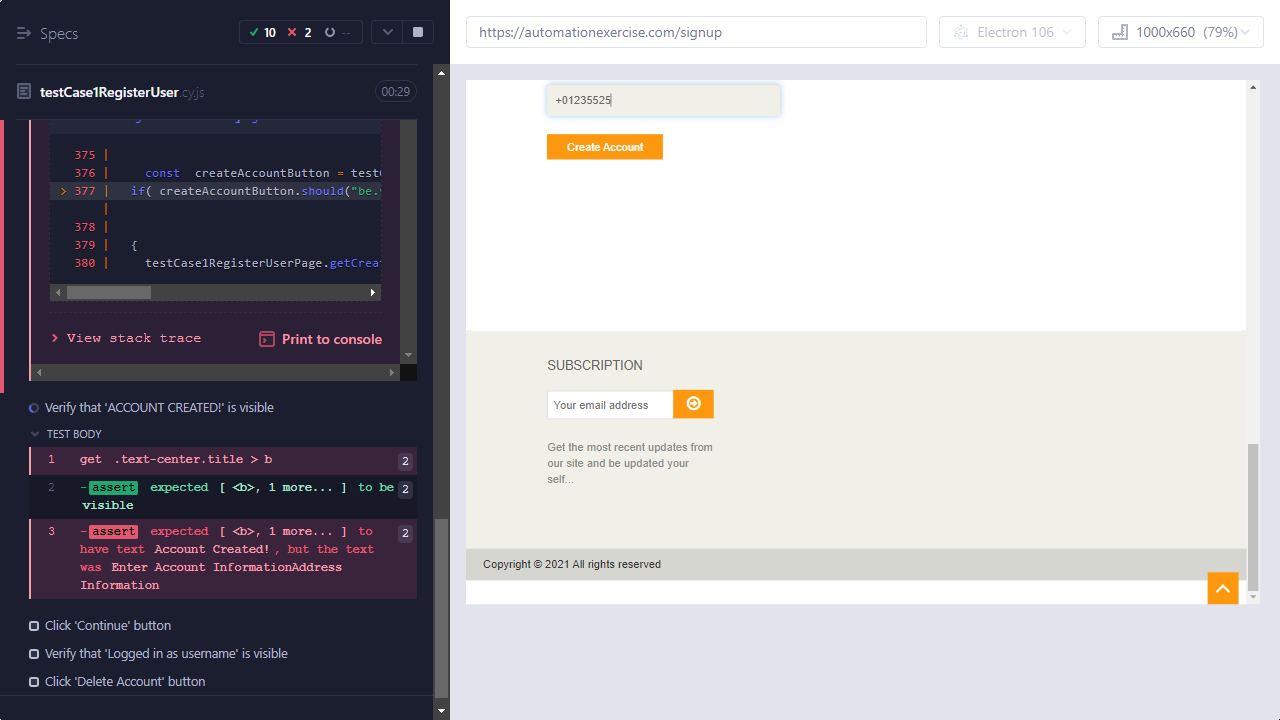 Specs
10 2 --
testCase1RegisterUser.cy.js 00:29
375 |
376 | const createAccountButton =
> 377 | if( createAccountButton.should(
|
378 |
379 | {
380 | testCase1RegisterUserPage.
View stack trace
Print to console
Verify that 'ACCOUNT CREATED!' is visible
TEST BODY
1 get .text-center.title > b 2
2 -assert expected [ <b>, 1 more... ] to be 2
visible
3 -assert expected [ <b>, 1 more... ] to 2
have text Account Created!, but the text
was Enter Account InformationAddress
Information
Click 'Continue' button
Verify that 'Logged in as username' is visible
Click 'Delete Account' button
https://automationexercise.com/signup
Electron 106
1000x660 (79%)
+01235525
Create Account
SUBSCRIPTION
Your email address
Get the most recent updates from
our site and be updated your
self...
Copyright © 2021 All rights reserved